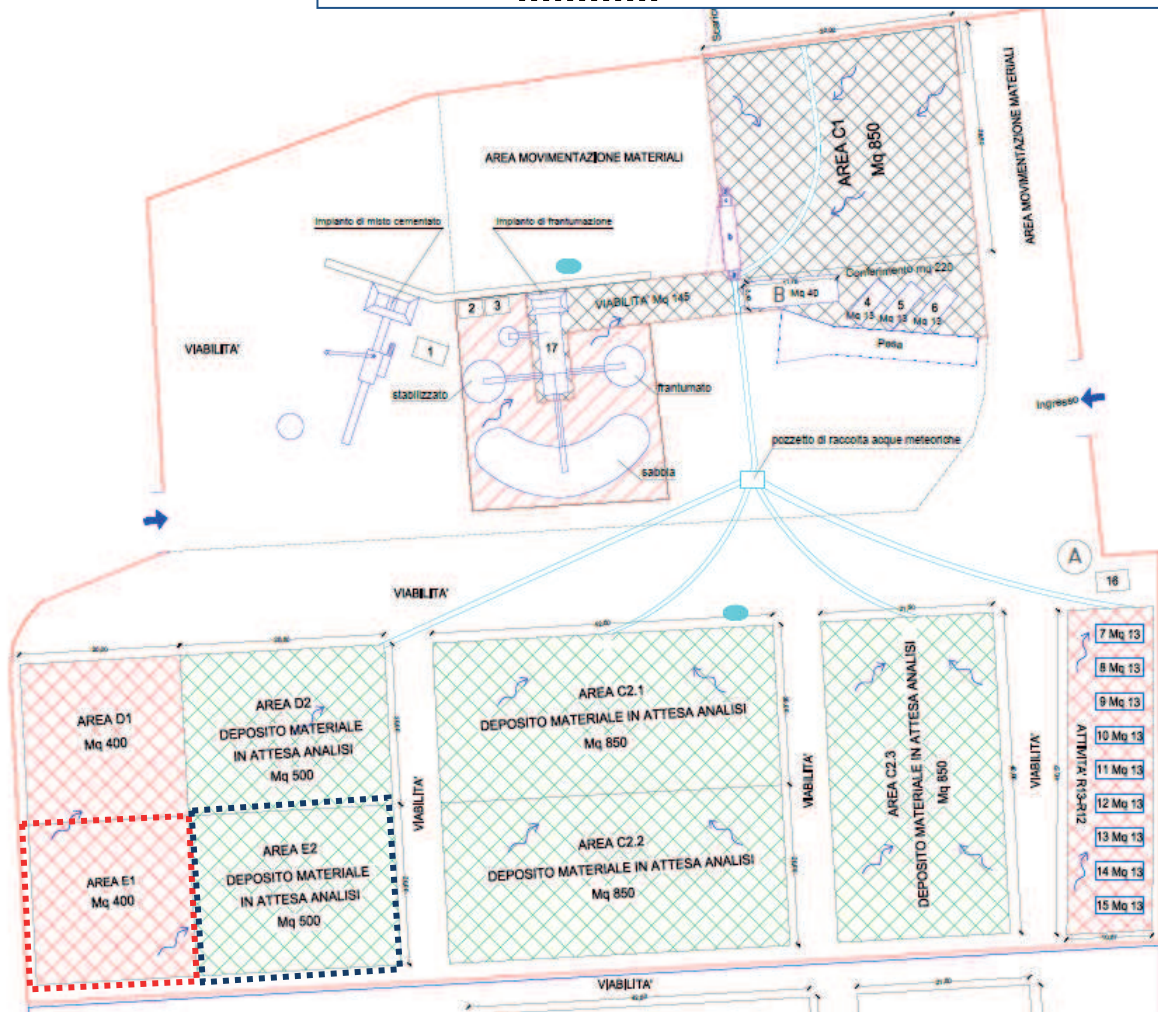 Scarico
AREA MOVIMENTAZIONE MATERIALI
AREA C1
Mq 850
AREA MOVIMENTAZIONE MATERIALI
Impianto di misto cementato
Impianto di frantumazione
Conferimento mq 220
VIABILITA' Mq 145
B Mq 40
4
Mq 13
5
Mq 13
6
Mq 13
Pesa
2
3
17
1
VIABILITA'
stabilizzato
frantumato
sabbia
Ingresso
pozzetto di raccolta acque meteoriche
A
16
VIABILITA'
AREA D1
Mq 400
AREA D2
DEPOSITO MATERIALE
IN ATTESA ANALISI
Mq 500
AREA E1
Mq 400
AREA E2
DEPOSITO MATERIALE
IN ATTESA ANALISI
Mq 500
VIABILITA'
AREA C2.1
DEPOSITO MATERIALE IN ATTESA ANALISI
Mq 850
AREA C2.2
DEPOSITO MATERIALE IN ATTESA ANALISI
Mq 850
VIABILITA'
AREA C2.3
DEPOSITO MATERIALE IN ATTESA ANALISI
Mq 850
VIABILITA'
ATTIVITA' R13-R12
7 Mq 13
8 Mq 13
9 Mq 13
10 Mq 13
11 Mq 13
12 Mq 13
13 Mq 13
14 Mq 13
15 Mq 13
VIABILITA'